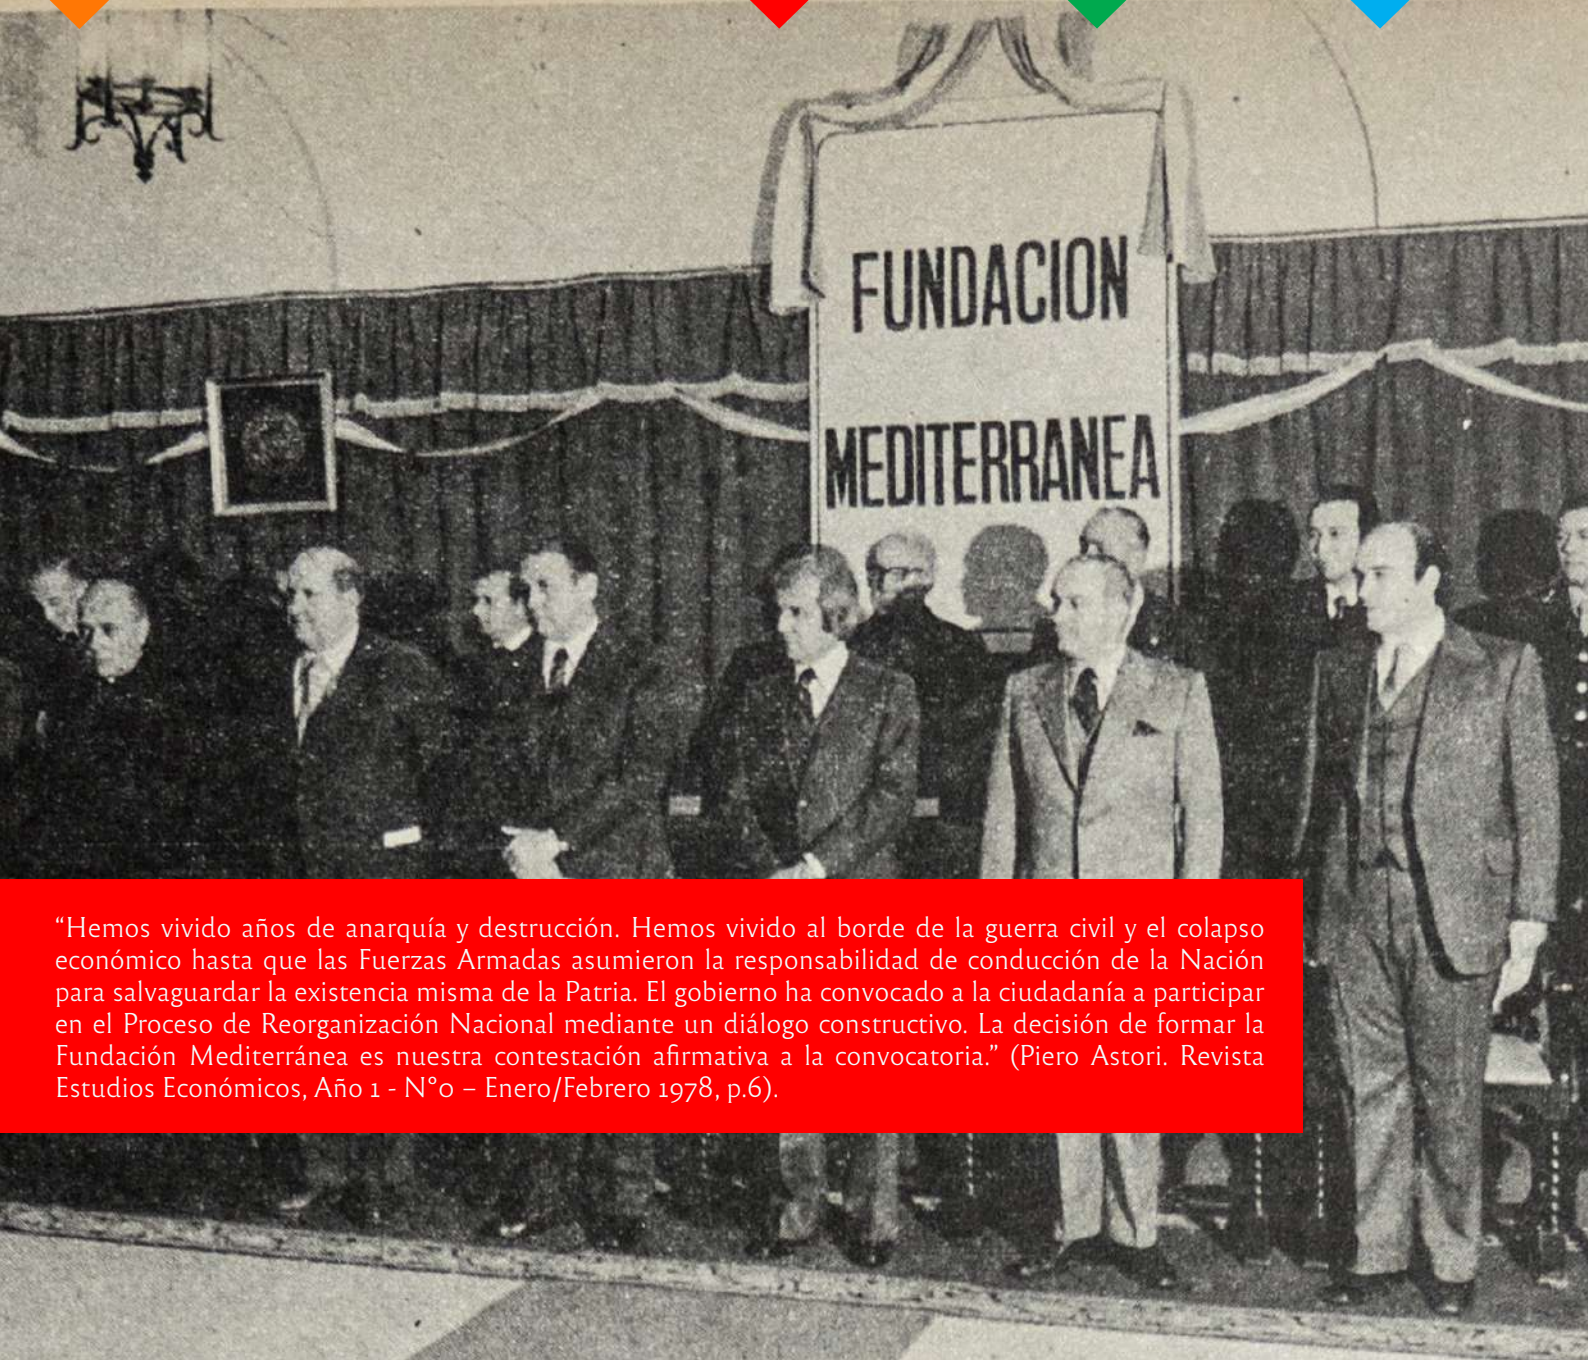 FUNDACION
MEDITERRANEA
“Hemos vivido años de anarquía y destrucción. Hemos vivido al borde de la guerra civil y el colapso
económico hasta que las Fuerzas Armadas asumieron la responsabilidad de conducción de la Nación
para salvaguardar la existencia misma de la Patria. El gobierno ha convocado a la ciudadanía a participar
en el Proceso de Reorganización Nacional mediante un diálogo constructivo. La decisión de formar la
Fundación Mediterránea es nuestra contestación afirmativa a la convocatoria.” (Piero Astori. Revista
Estudios Económicos, Año 1 - N°0 – Enero/Febrero 1978, p.6).